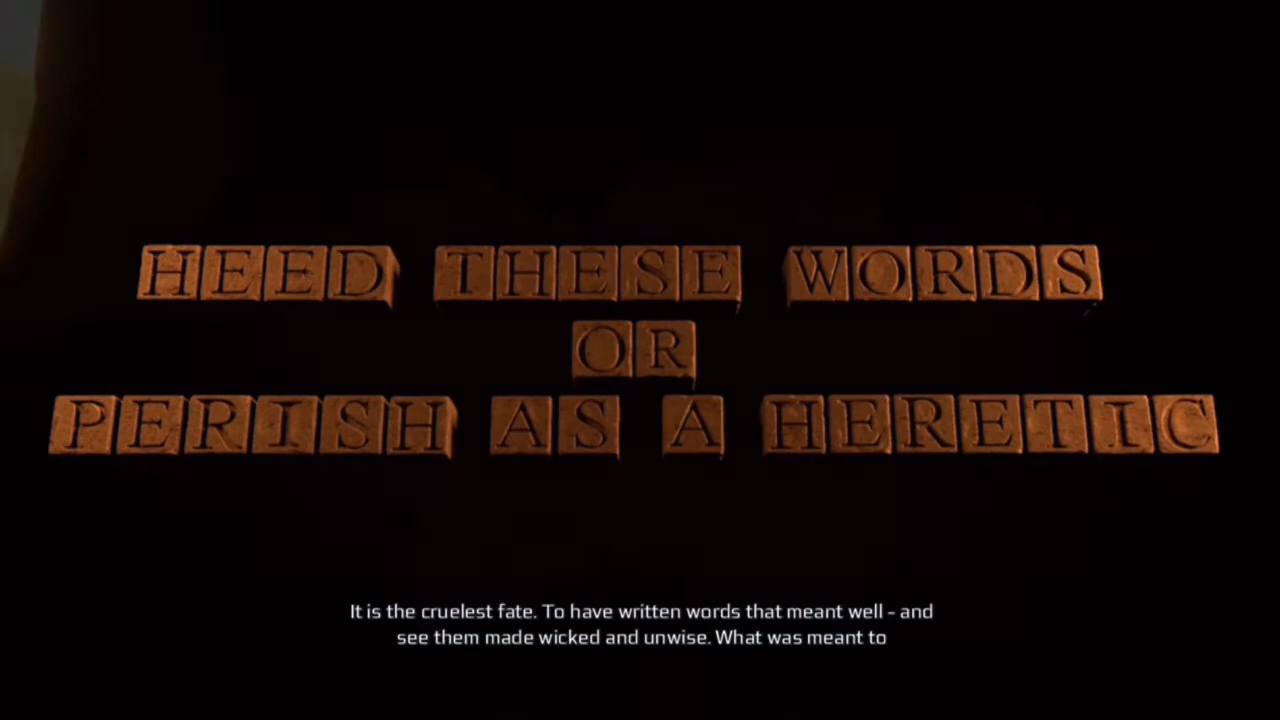 HEED THESE WORDS
OR
PERISH AS A HERETIC
It is the cruelest fate. To have written words that meant well - and
see them made wicked and unwise. What was meant to